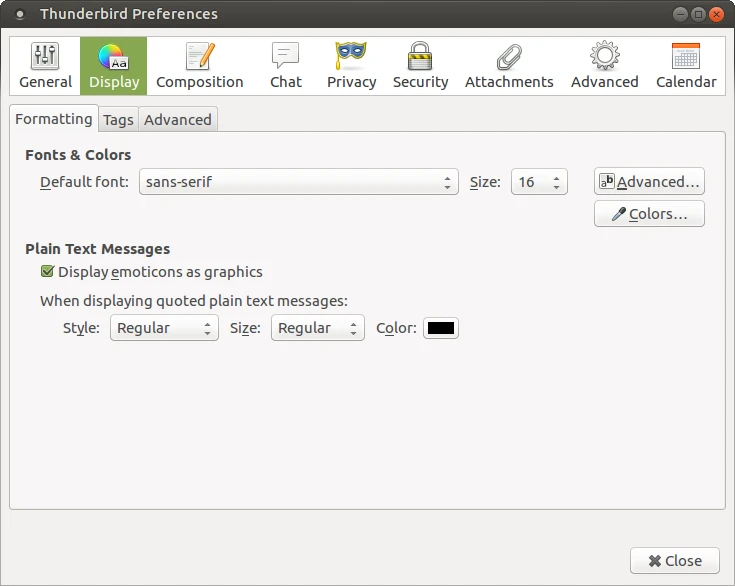 Thunderbird Preferences
General Display Composition Chat Privacy Security Attachments Advanced Calendar
Formatting Tags Advanced
Fonts & Colors
Default font: sans-serif Size: 16 Advanced...
Colors...
Plain Text Messages
Display emoticons as graphics
When displaying quoted plain text messages:
Style: Regular Size: Regular Color:
Close